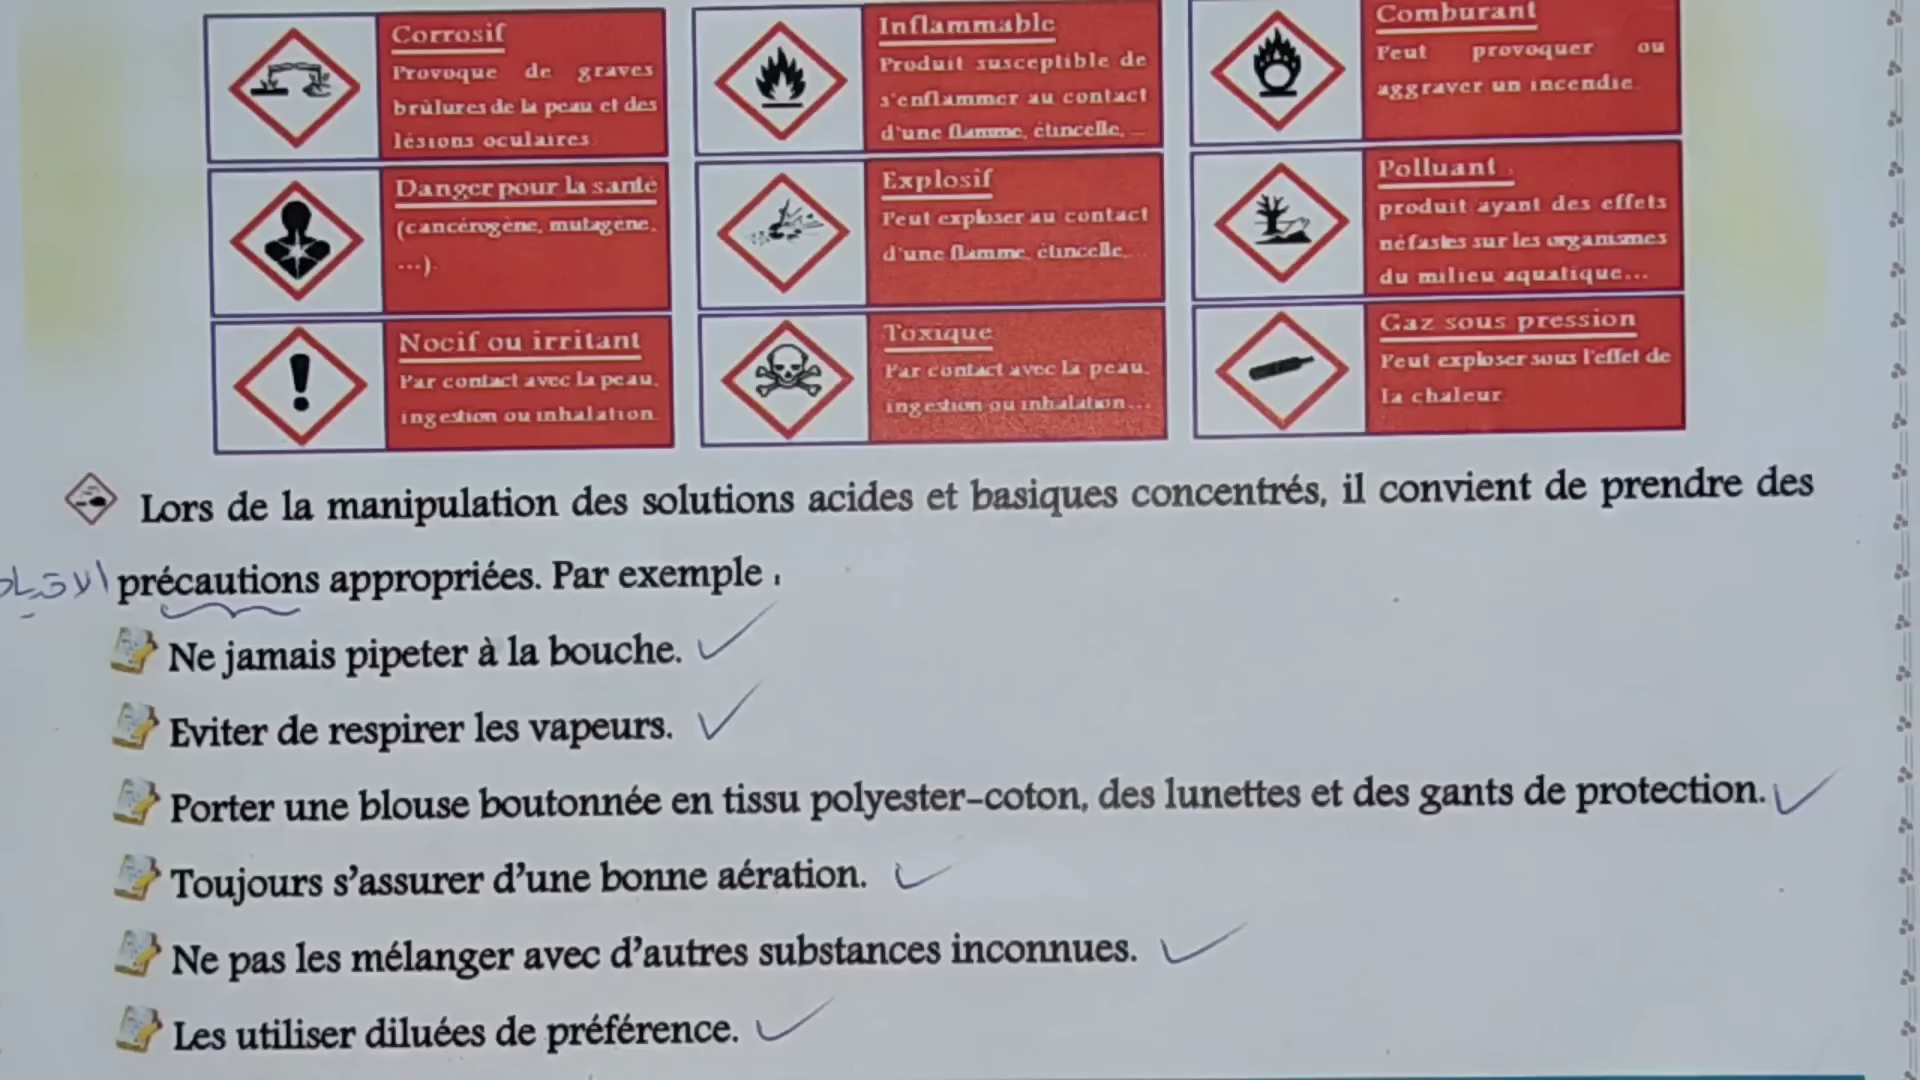 Corrosif
Provoque de graves
brûlures de la peau et des
lésions oculaires.
Inflammable
Produit susceptible de
s'enflammer au contact
d'une flamme, étincelle, ...
Comburant
Peut provoquer ou
aggraver un incendie.
Danger pour la santé
(cancérogène, mutagène,
...).
Explosif
Peut exploser au contact
d'une flamme, étincelle, ...
Polluant :
produit ayant des effets
néfastes sur les organismes
du milieu aquatique...
Nocif ou irritant
Par contact avec la peau,
ingestion ou inhalation.
Toxique
Par contact avec la peau,
ingestion ou inhalation...
Gaz sous pression
Peut exploser sous l'effet de
la chaleur.
Lors de la manipulation des solutions acides et basiques concentrés, il convient de prendre des
précautions appropriées. Par exemple :
Ne jamais pipeter à la bouche.
Eviter de respirer les vapeurs.
Porter une blouse boutonnée en tissu polyester-coton, des lunettes et des gants de protection.
Toujours s'assurer d'une bonne aération.
Ne pas les mélanger avec d'autres substances inconnues.
Les utiliser diluées de préférence.